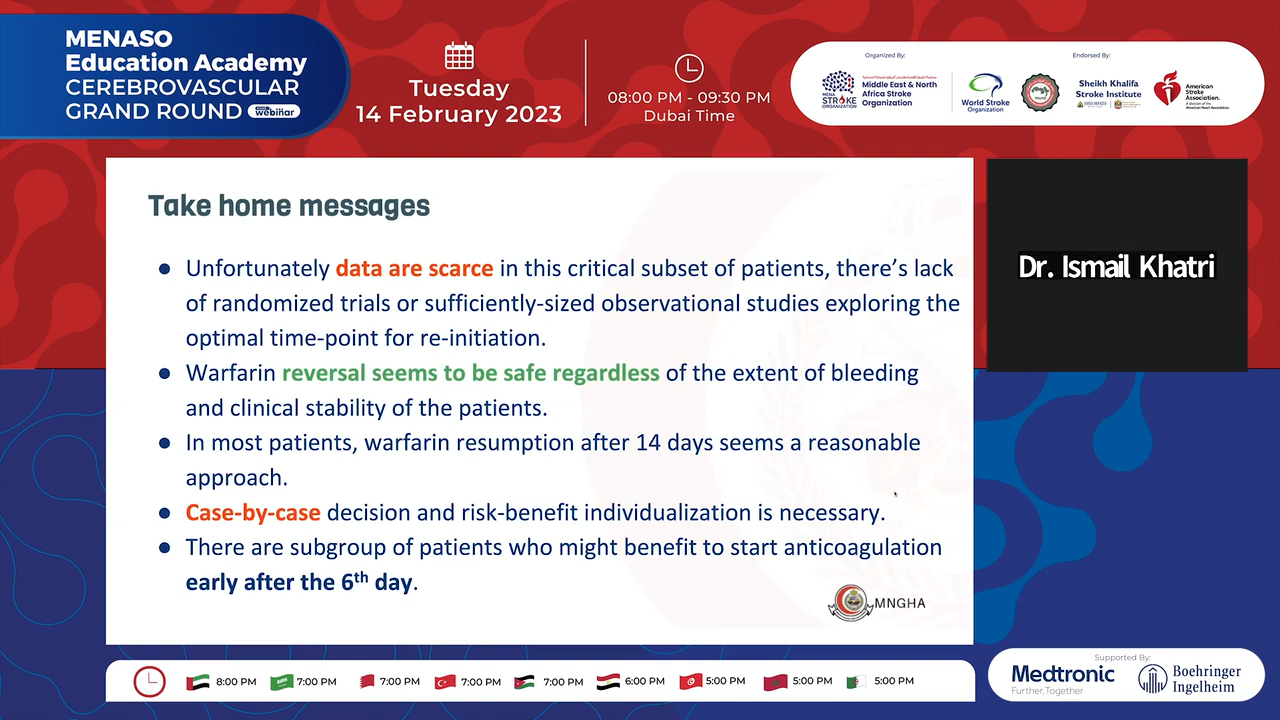 MENASO
Education Academy
CEREBROVASCULAR
GRAND ROUND
webinar
Tuesday
14 February 2023
08:00 PM - 09:30 PM
Dubai Time
Organized By:
Endorsed By:
MENA
STROKE
ORGANIZATION
Middle East & North
Africa Stroke
Organization
World Stroke
Organization
Sheikh Khalifa
Stroke Institute
American
Stroke
Association.
A division of the
American Heart Association.
Take home messages
● Unfortunately data are scarce in this critical subset of patients, there’s lack
of randomized trials or sufficiently-sized observational studies exploring the
optimal time-point for re-initiation.
● Warfarin reversal seems to be safe regardless of the extent of bleeding
and clinical stability of the patients.
● In most patients, warfarin resumption after 14 days seems a reasonable
approach.
● Case-by-case decision and risk-benefit individualization is necessary.
● There are subgroup of patients who might benefit to start anticoagulation
early after the 6th day.
MNGHA
Dr. Ismail Khatri
8:00 PM
7:00 PM
7:00 PM
7:00 PM
7:00 PM
6:00 PM
5:00 PM
5:00 PM
5:00 PM
Supported By:
Medtronic
Further, Together
Boehringer
Ingelheim